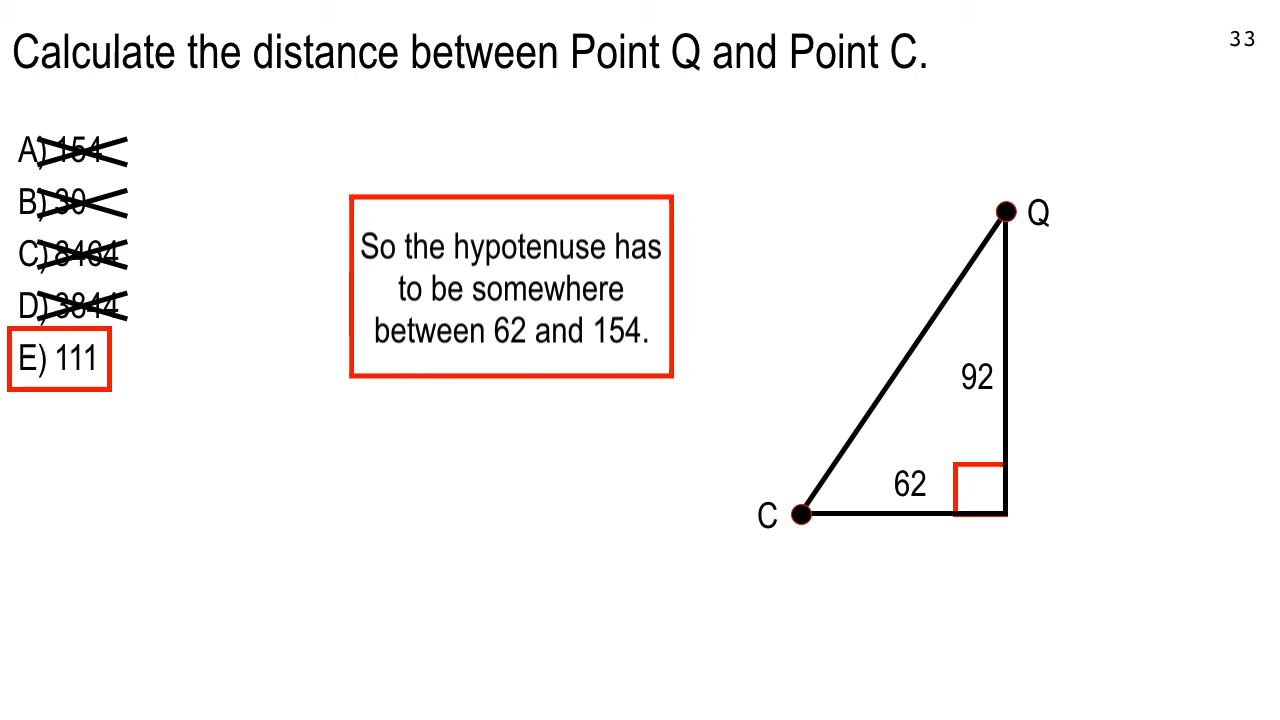 Calculate the distance between Point Q and Point C.
33
A) 154
B) 30
C) 8464
D) 3844
E) 111
So the hypotenuse has
to be somewhere
between 62 and 154.
Q
92
62
C